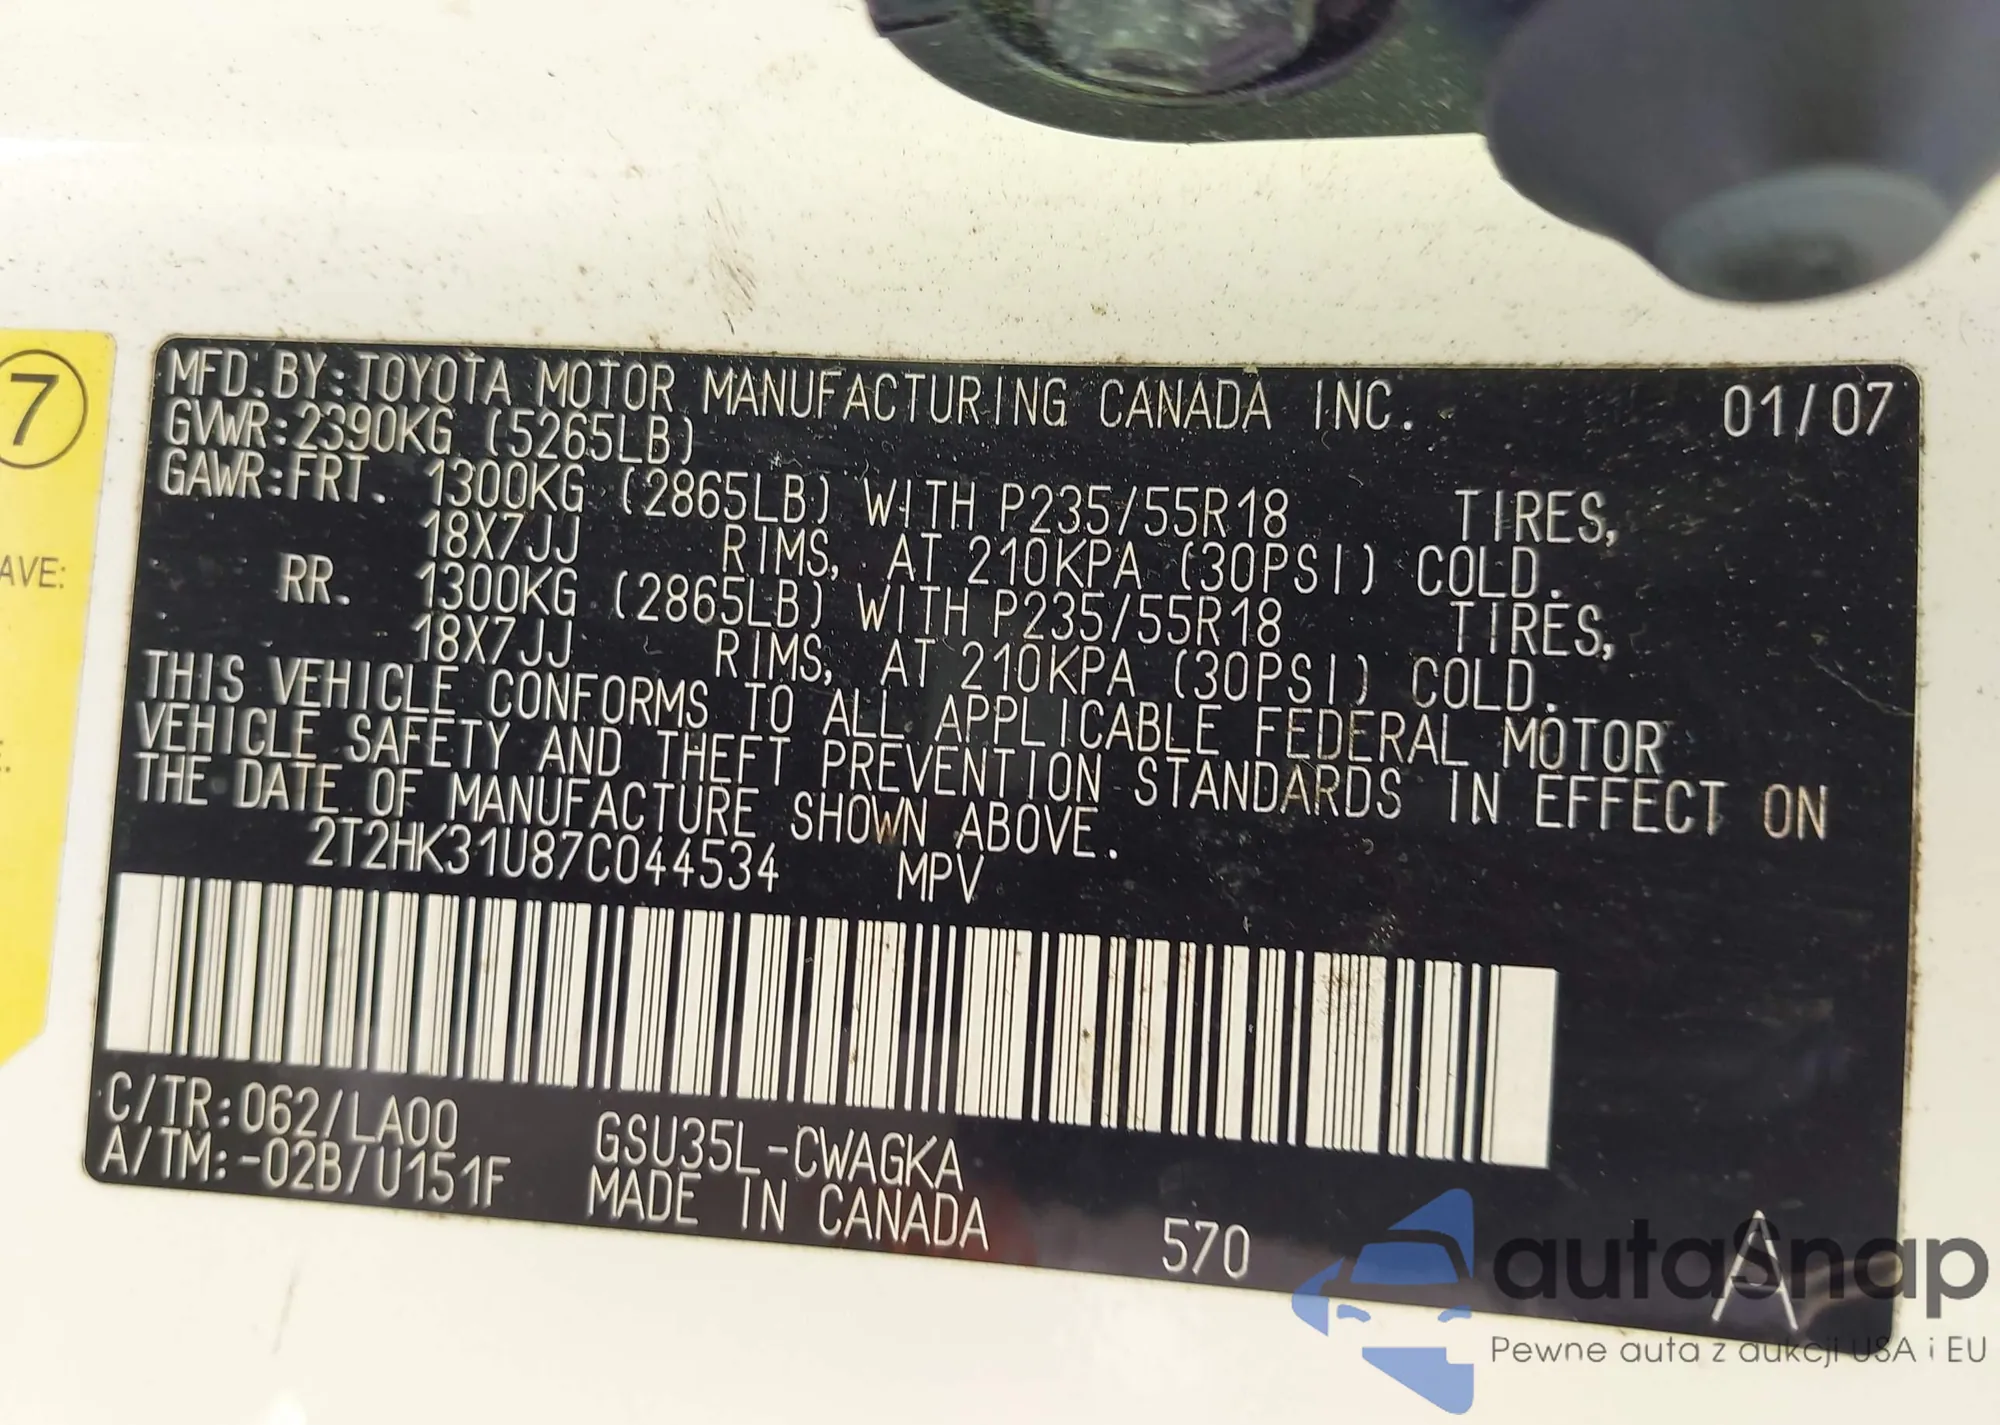 7
AVE:
MFD.BY:TOYOTA MOTOR MANUFACTURING CANADA INC. 01/07
GVWR:2390KG (5265LB)
GAWR:FRT. 1300KG (2865LB) WITH P235/55R18 TIRES,
18X7JJ RIMS, AT 210KPA (30PSI) COLD.
RR. 1300KG (2865LB) WITH P235/55R18 TIRES,
18X7JJ RIMS, AT 210KPA (30PSI) COLD.
THIS VEHICLE CONFORMS TO ALL APPLICABLE FEDERAL MOTOR
VEHICLE SAFETY AND THEFT PREVENTION STANDARDS IN EFFECT ON
THE DATE OF MANUFACTURE SHOWN ABOVE.
2T2HK31U87C044534 MPV
C/TR:062/LA00 GSU35L-CWAGKA
A/TM:-02B/U151F MADE IN CANADA 570 A
autaSnap
Pewne auta z aukcji USA i EU